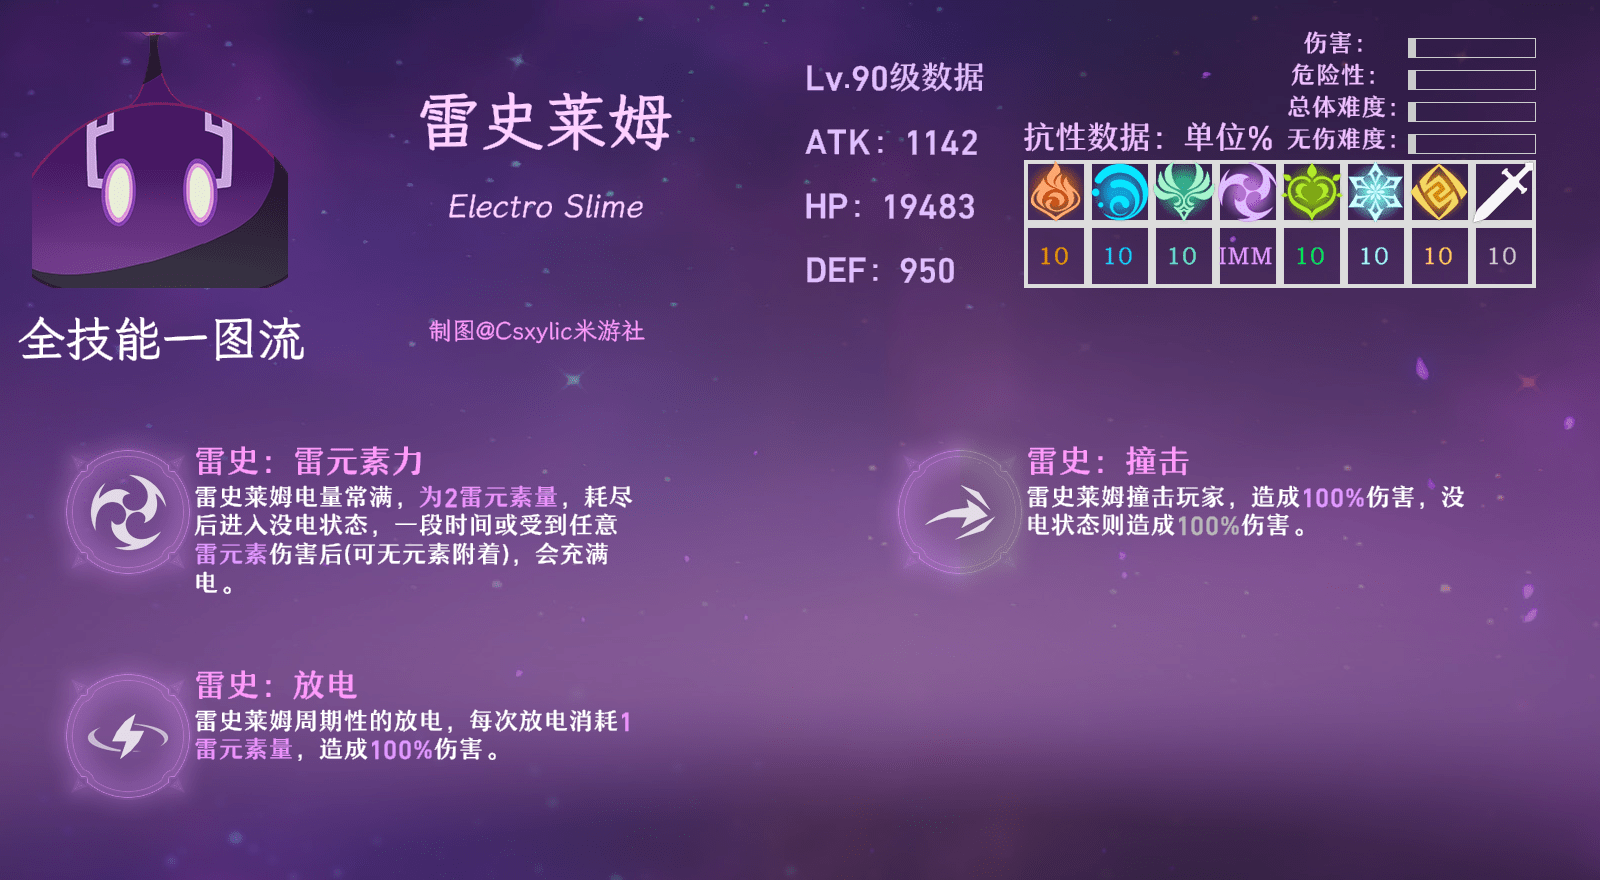 雷史莱姆
Electro Slime
全技能一图流
制图@Csxylic米游社
Lv.90级数据
ATK：1142
HP：19483
DEF：950
伤害：
危险性：
总体难度：
无伤难度：
抗性数据：单位%
10 10 10 IMM 10 10 10 10
雷史：雷元素力
雷史莱姆电量常满，为2雷元素量，耗尽
后进入没电状态，一段时间或受到任意
雷元素伤害后(可无元素附着)，会充满
电。
雷史：撞击
雷史莱姆撞击玩家，造成100%伤害，没
电状态则造成100%伤害。
雷史：放电
雷史莱姆周期性的放电，每次放电消耗1
雷元素量，造成100%伤害。